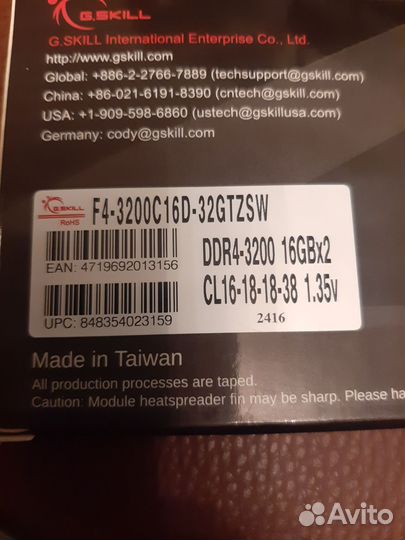 G.SKILL
G.SKILL International Enterprise Co., Ltd.
http://www.gskill.com
Global: +886-2-2766-7889 (techsupport@gskill.com)
China: +86-021-6191-8390 (cntech@gskill.com)
USA: +1-909-598-6860 (ustech@gskillusa.com)
Germany: cody@gskill.com
G.SKILL
RoHS
F4-3200C16D-32GTZSW
EAN: 4719692013156
DDR4-3200 16GBx2
CL16-18-18-38 1.35v
UPC: 848354023159
2416
Made in Taiwan
All production processes are taped.
Caution: Module heatspreader fin may be sharp. Please ha
Avito